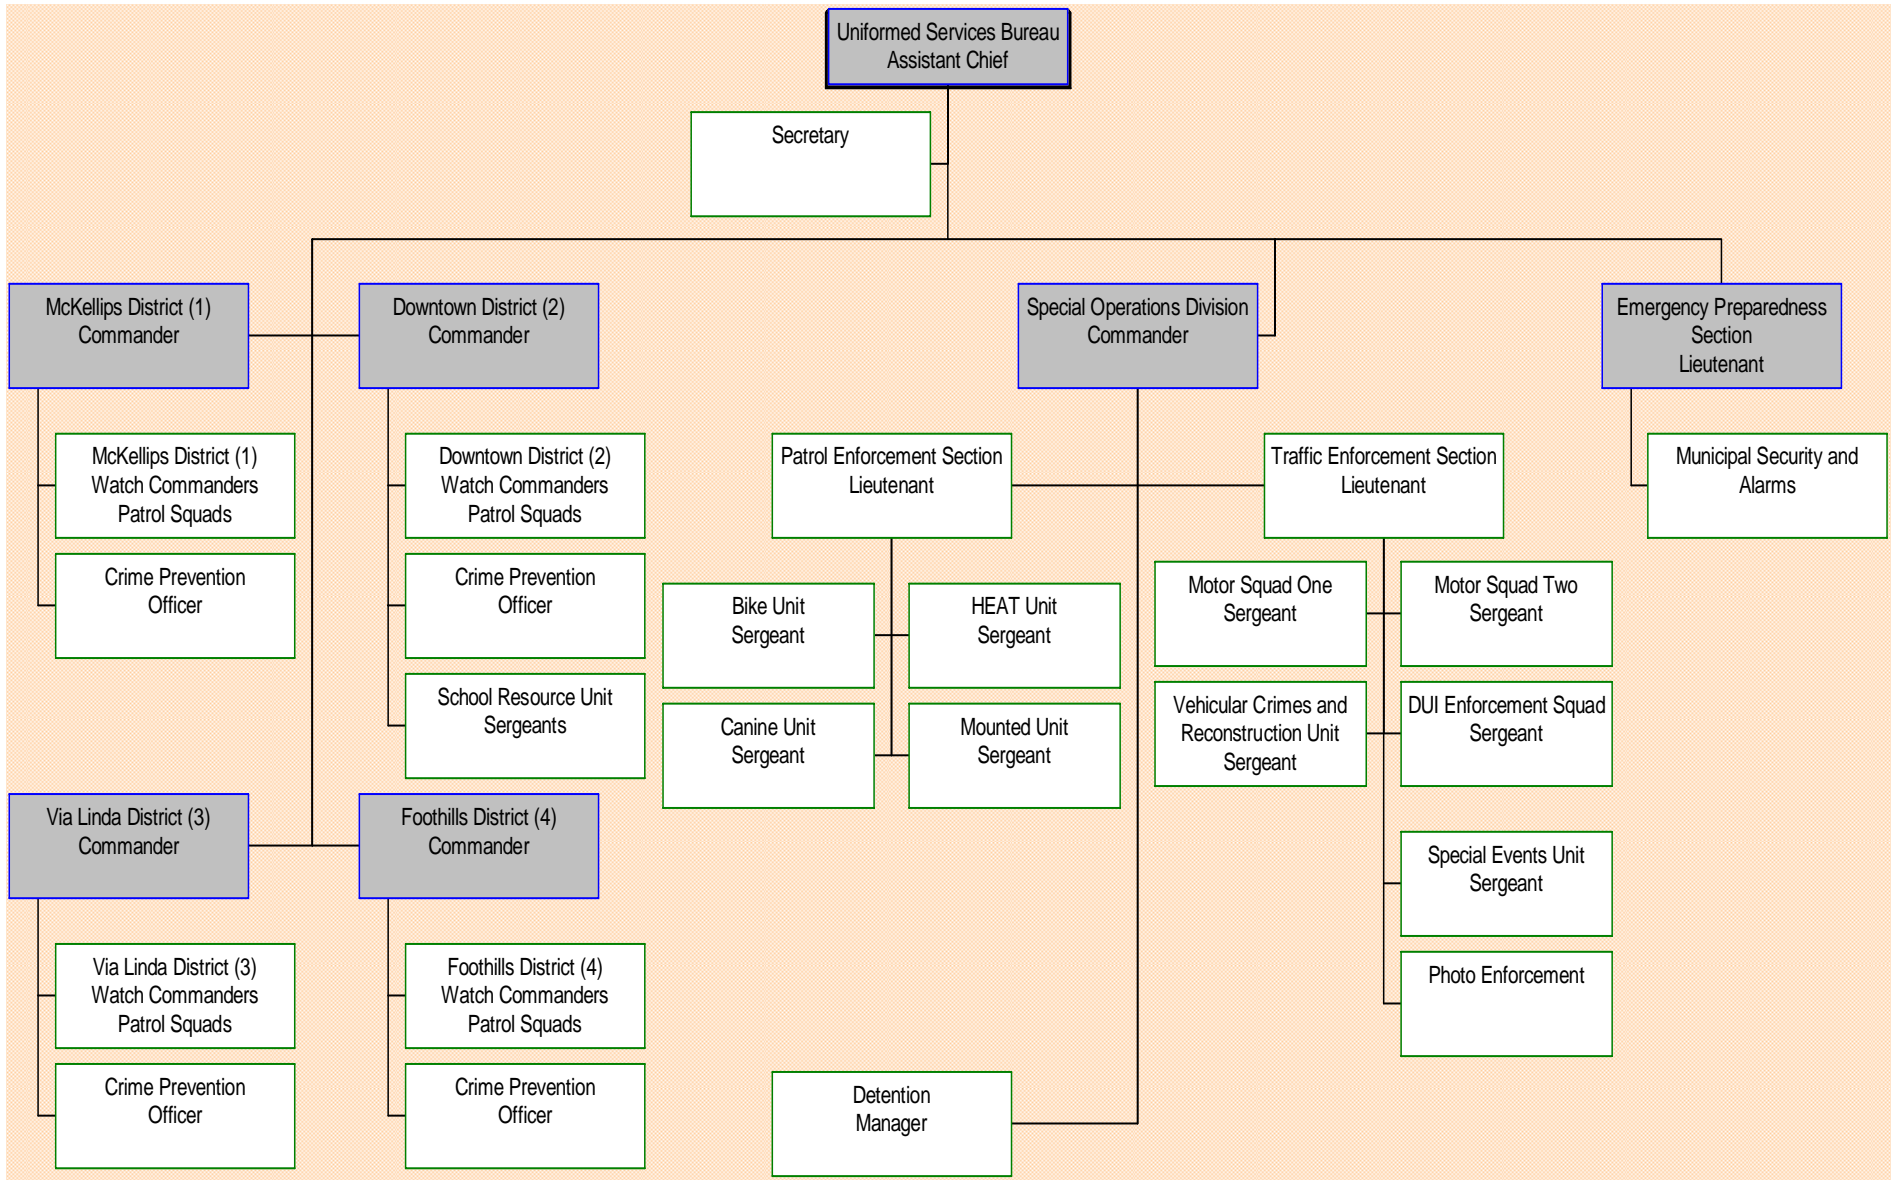 Uniformed Services Bureau
Assistant Chief
Secretary
McKellips District (1)
Commander
Downtown District (2)
Commander
Special Operations Division
Commander
Emergency Preparedness
Section
Lieutenant
McKellips District (1)
Watch Commanders
Patrol Squads
Crime Prevention
Officer
Downtown District (2)
Watch Commanders
Patrol Squads
Crime Prevention
Officer
School Resource Unit
Sergeants
Patrol Enforcement Section
Lieutenant
Traffic Enforcement Section
Lieutenant
Municipal Security and
Alarms
Bike Unit
Sergeant
HEAT Unit
Sergeant
Canine Unit
Sergeant
Mounted Unit
Sergeant
Motor Squad One
Sergeant
Motor Squad Two
Sergeant
Vehicular Crimes and
Reconstruction Unit
Sergeant
DUI Enforcement Squad
Sergeant
Special Events Unit
Sergeant
Photo Enforcement
Via Linda District (3)
Commander
Foothills District (4)
Commander
Via Linda District (3)
Watch Commanders
Patrol Squads
Crime Prevention
Officer
Foothills District (4)
Watch Commanders
Patrol Squads
Crime Prevention
Officer
Detention
Manager